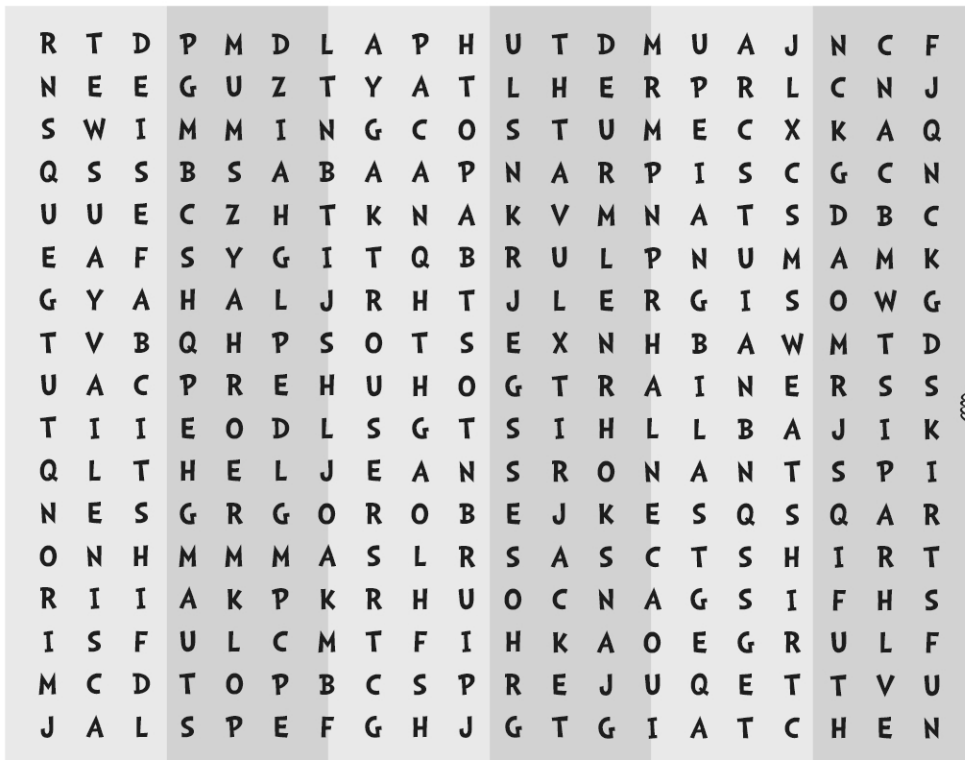 R T D P M D L A P H U T D M U A J N C F
N E E G U Z T Y A T L H E R P R L C N J
S W I M M I N G C O S T U M E C X K A Q
Q S S B S A B A A P N A R P I S C G C N
U U E C Z H T K N A K V M N A T S D B C
E A F S Y G I T Q B R U L P N U M A M K
G Y A H A L J R H T J L E R G I S O W G
T V B Q H P S O T S E X N H B A W M T D
U A C P R E H U H O G T R A I N E R S S
T I I E O D L S G T S I H L L B A J I K
Q L T H E L J E A N S R O N A N T S P I
N E S G R G O R O B E J K E S Q S Q A R
O N H M M M A S L R S A S C T S H I R T
R I I A K P K R H U O C N A G S I F H S
I S F U L C M T F I H K A O E G R U L F
M C D T O P B C S P R E J U Q E T T V U
J A L S P E F G H J G T G I A T C H E N